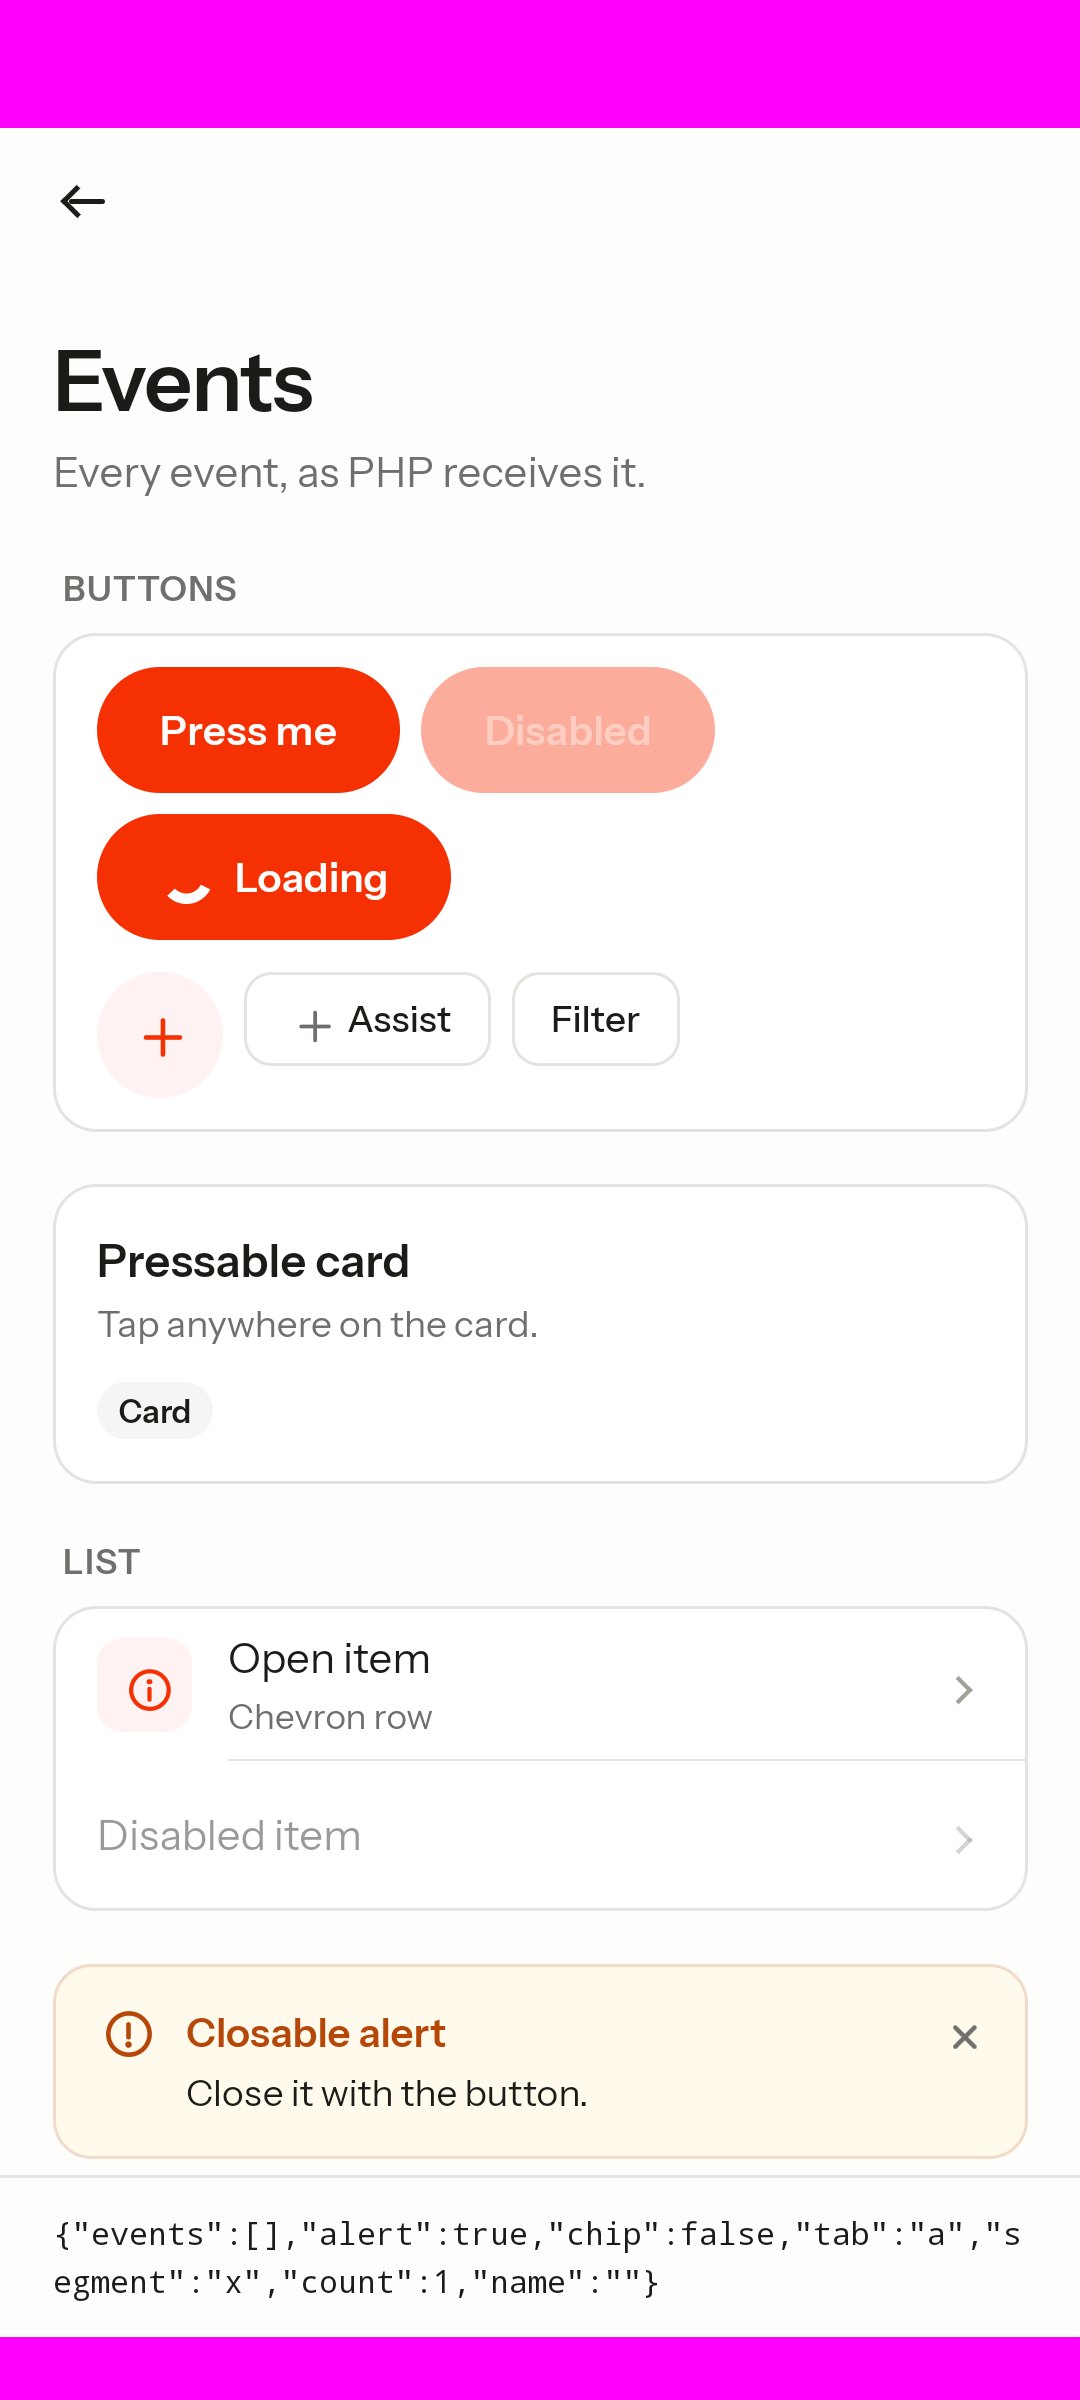 Events
Every event, as PHP receives it.
BUTTONS
Press me
Disabled
Loading
Assist
Filter
Pressable card
Tap anywhere on the card.
Card
LIST
Open item
Chevron row
Disabled item
Closable alert
Close it with the button.
{"events":[],"alert":true,"chip":false,"tab":"a","s
egment":"x","count":1,"name":""}